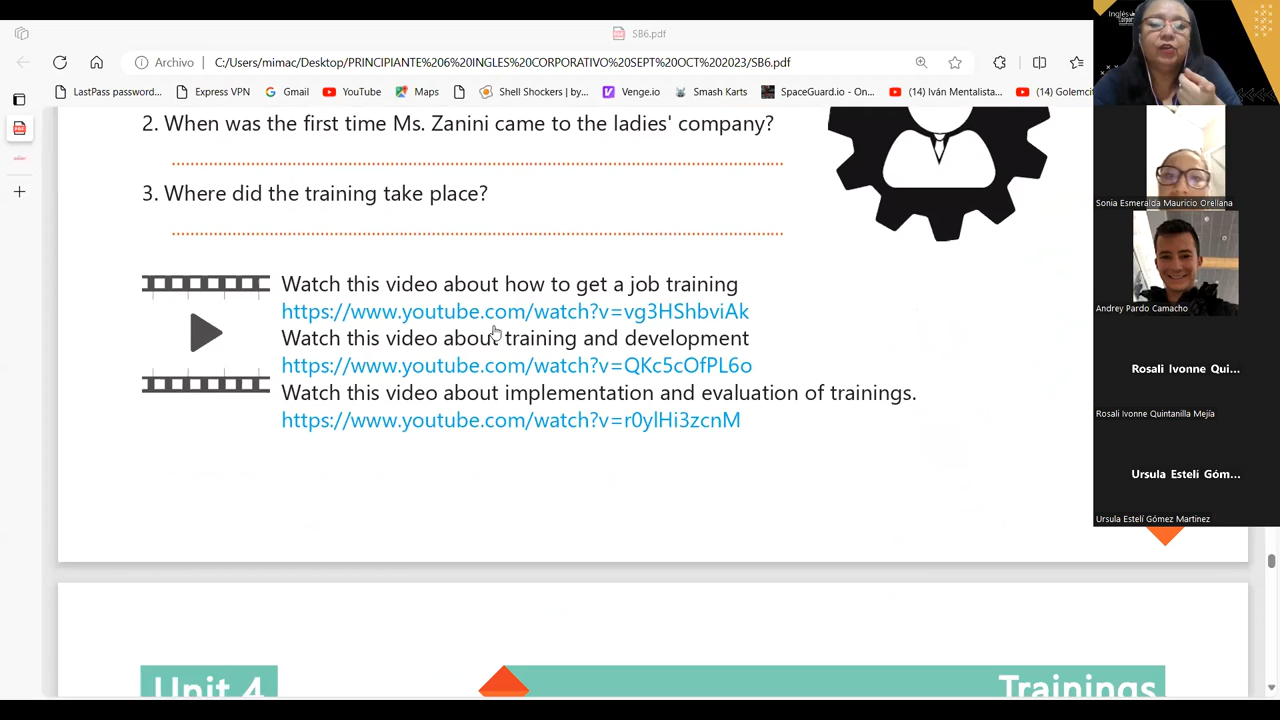 SB6.pdf
Archivo
C:/Users/mimac/Desktop/PRINCIPIANTE%206%20INGLES%20CORPORATIVO%20SEPT%20OCT%202023/SB6.pdf
LastPass password...
Express VPN
Gmail
YouTube
Maps
Shell Shockers | by...
Venge.io
Smash Karts
SpaceGuard.io - On...
(14) Iván Mentalista...
(14) Golemcit
2. When was the first time Ms. Zanini came to the ladies' company?
3. Where did the training take place?
Watch this video about how to get a job training
https://www.youtube.com/watch?v=vg3HShbviAk
Watch this video about training and development
https://www.youtube.com/watch?v=QKc5cOfPL6o
Watch this video about implementation and evaluation of trainings.
https://www.youtube.com/watch?v=r0ylHi3zcnM
Unit 4
Trainings
Inglés
Sonia Esmeralda Mauricio Orellana
Andrey Pardo Camacho
Rosali Ivonne Qui...
Rosali Ivonne Quintanilla Mejía
Ursula Esteli Góm...
Ursula Estelí Gómez Martinez